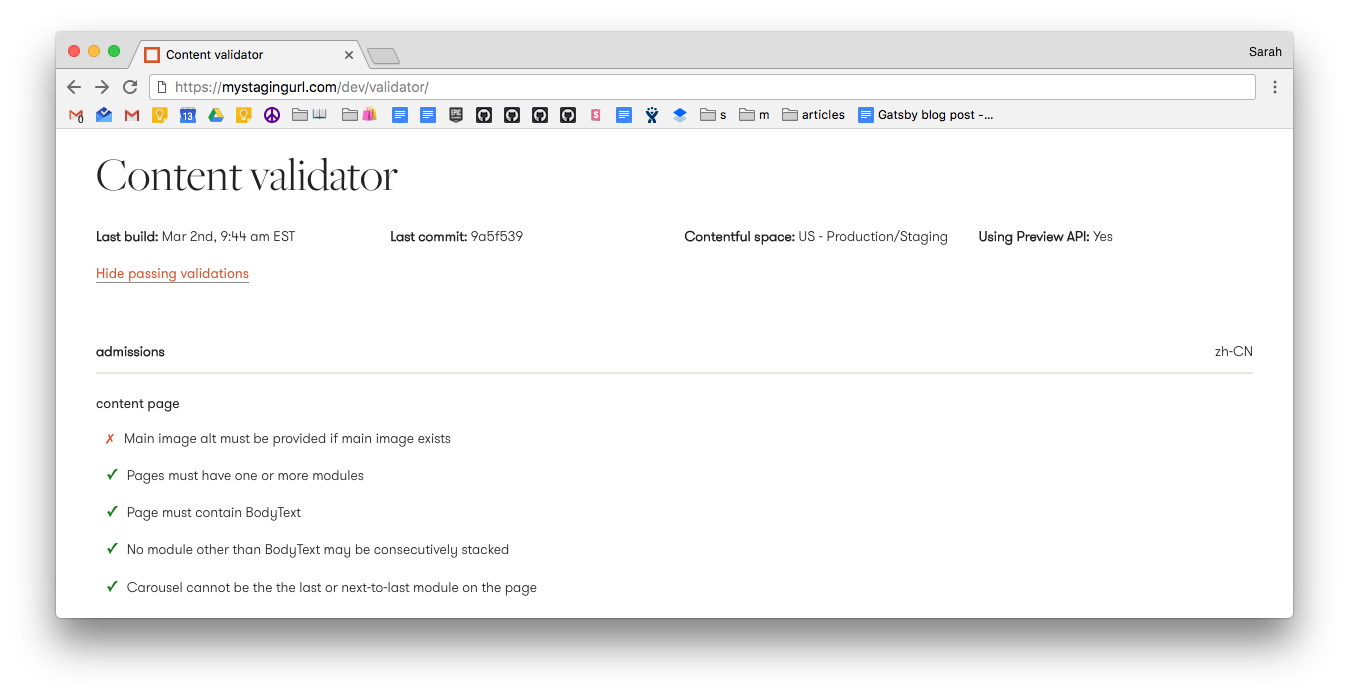 Content validator
Sarah
https://mystagingurl.com/dev/validator/
13 s m articles Gatsby blog post -...
Content validator
Last build: Mar 2nd, 9:44 am EST Last commit: 9a5f539 Contentful space: US - Production/Staging Using Preview API: Yes
Hide passing validations
admissions zh-CN
content page
✗ Main image alt must be provided if main image exists
✓ Pages must have one or more modules
✓ Page must contain BodyText
✓ No module other than BodyText may be consecutively stacked
✓ Carousel cannot be the the last or next-to-last module on the page